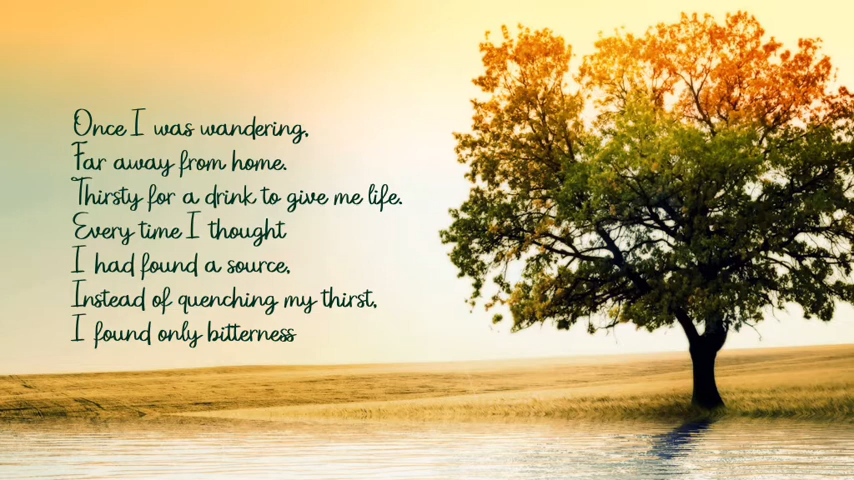 Once I was wandering,
Far away from home.
Thirsty for a drink to give me life.
Every time I thought
I had found a source,
Instead of quenching my thirst,
I found only bitterness